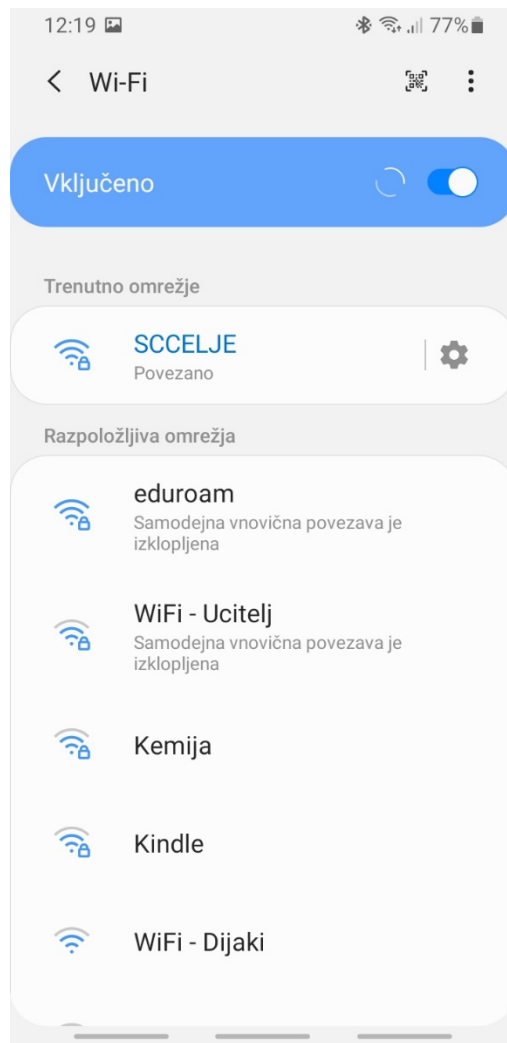 12:19 77%
Wi-Fi
Vključeno
Trenutno omrežje
SCCELJE
Povezano
Razpoložljiva omrežja
eduroam
Samodejna vnovična povezava je
izklopljena
WiFi - Ucitelj
Samodejna vnovična povezava je
izklopljena
Kemija
Kindle
WiFi - Dijaki